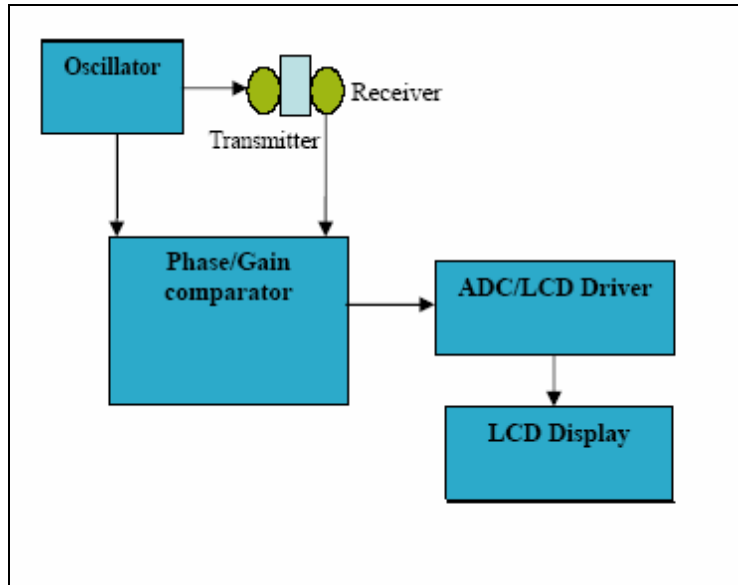 Oscillator
Receiver
Transmitter
Phase/Gain
comparator
ADC/LCD Driver
LCD Display